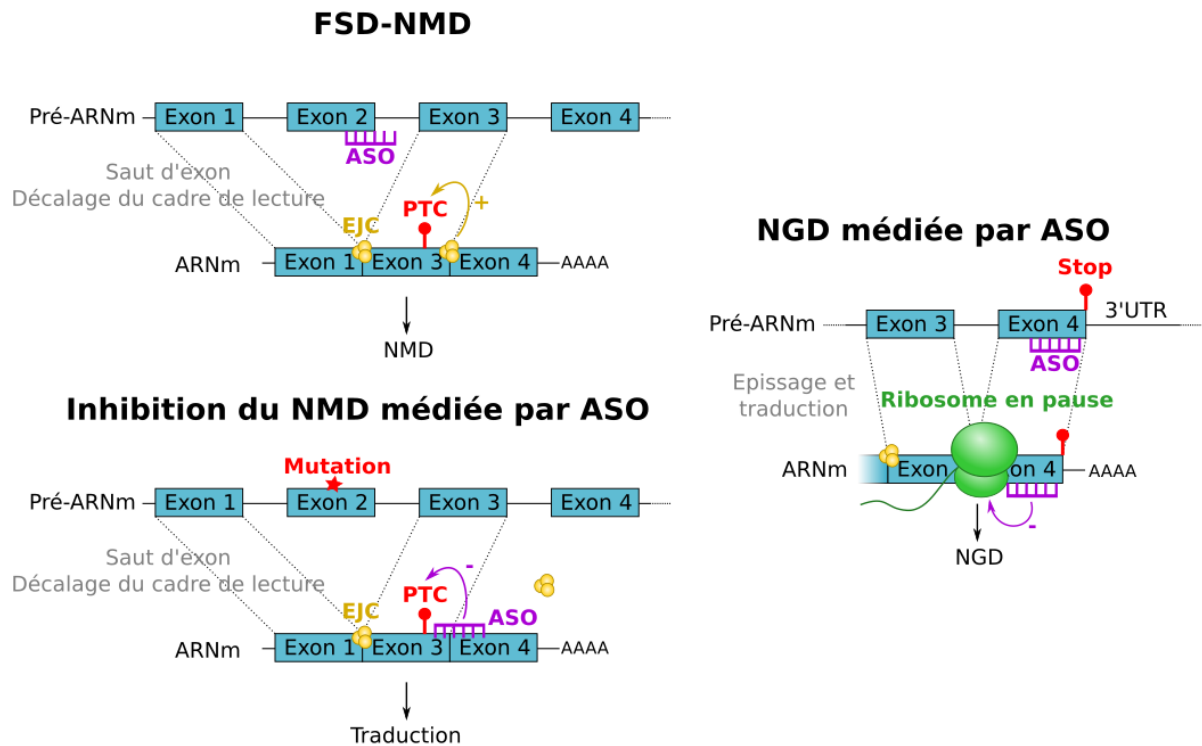 FSD-NMD
Pré-ARNm
Exon 1
Exon 2
Exon 3
Exon 4
ASO
Saut d'exon
Décalage du cadre de lecture
EJC
PTC
+
ARNm
Exon 1
Exon 3
Exon 4
AAAA
NMD
Inhibition du NMD médiée par ASO
Mutation
Pré-ARNm
Exon 1
Exon 2
Exon 3
Exon 4
Saut d'exon
Décalage du cadre de lecture
EJC
PTC
-
ASO
ARNm
Exon 1
Exon 3
Exon 4
AAAA
Traduction
NGD médiée par ASO
Stop
Pré-ARNm
Exon 3
Exon 4
3'UTR
ASO
Epissage et
traduction
Ribosome en pause
ARNm
Exon
on 4
AAAA
-
NGD